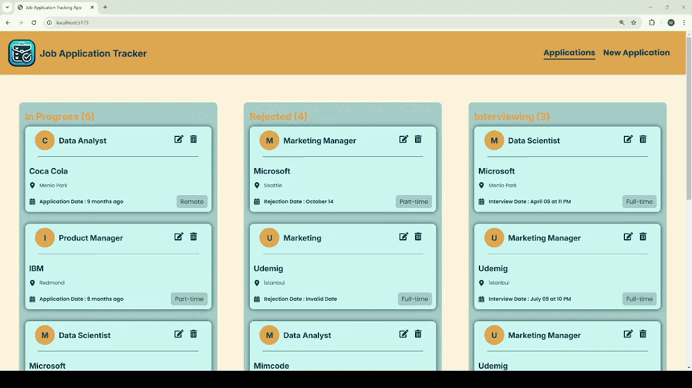 Job Application Tracking App
localhost:5173
Job Application Tracker
Applications
New Application
In Progress (6)
C
Data Analyst
Coca Cola
Menlo Park
Application Date : 9 months ago
Remote
I
Product Manager
IBM
Redmond
Application Date : 8 months ago
Part-time
M
Data Scientist
Microsoft
Rejected (4)
M
Marketing Manager
Microsoft
Seattle
Rejection Date : October 14
Part-time
U
Marketing
Udemig
İstanbul
Rejection Date : Invalid Date
Full-time
M
Data Analyst
Mimcode
Interviewing (3)
M
Data Scientist
Microsoft
Menlo Park
Interview Date : April 08 at 11 PM
Full-time
U
Marketing Manager
Udemig
İstanbul
Interview Date : July 09 at 10 PM
Full-time
U
Marketing Manager
Udemig